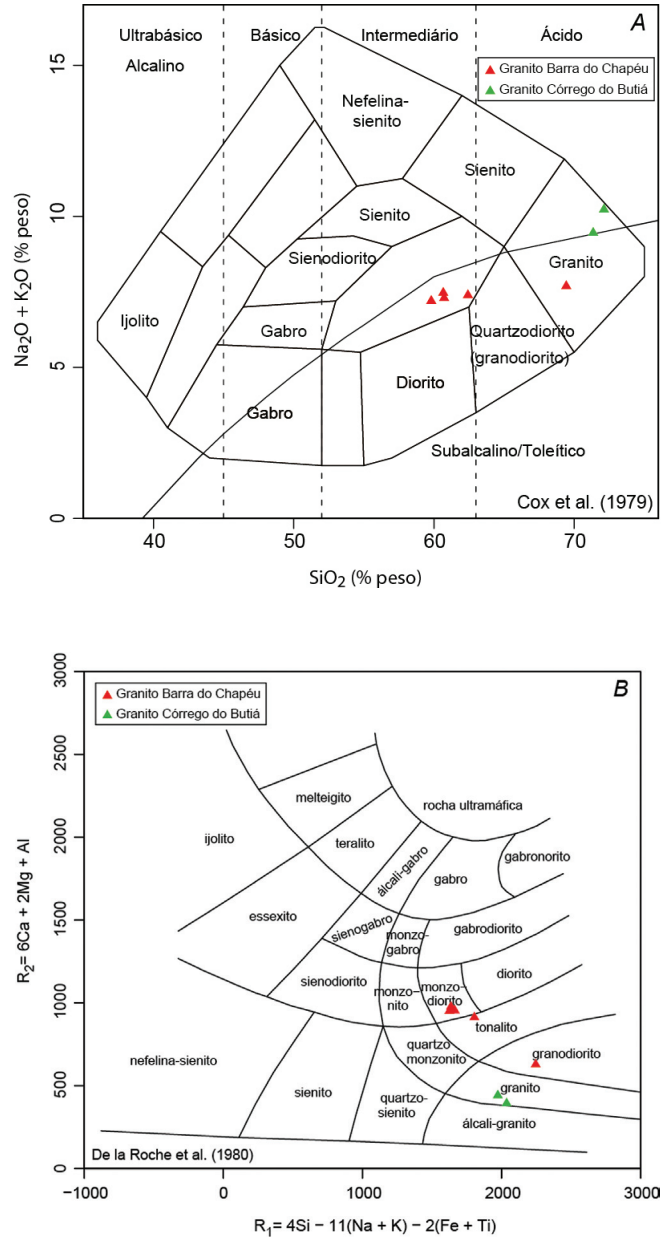 Ultrabásico Básico Intermediário Ácido A
Alcalino
Granito Barra do Chapéu
Granito Córrego do Butiá
Nefelina-
sienito
Sienito
Sienito
Sienodiorito
Granito
Ijolito
Gabro
Quartzodiorito
(granodiorito)
Gabro
Diorito
Subalcalino/Toleítico
Cox et al. (1979)
15
10
5
0
Na2O + K2O (% peso)
40 50 60 70
SiO2 (% peso)
B
Granito Barra do Chapéu
Granito Córrego do Butiá
melteigito
rocha ultramáfica
ijolito
teralito
álcali-gabro
gabro
gabronorito
essexito
sienogabro
monzo-
gabro
gabrodiorito
sienodiorito
monzo-
nito
monzo-
diorito
diorito
tonalito
quartzo
monzonito
granodiorito
nefelina-sienito
sienito
quartzo-
sienito
granito
álcali-granito
De la Roche et al. (1980)
3000
2500
2000
1500
1000
500
0
R2= 6Ca + 2Mg + Al
−1000 0 1000 2000 3000
R1= 4Si − 11(Na + K) − 2(Fe + Ti)